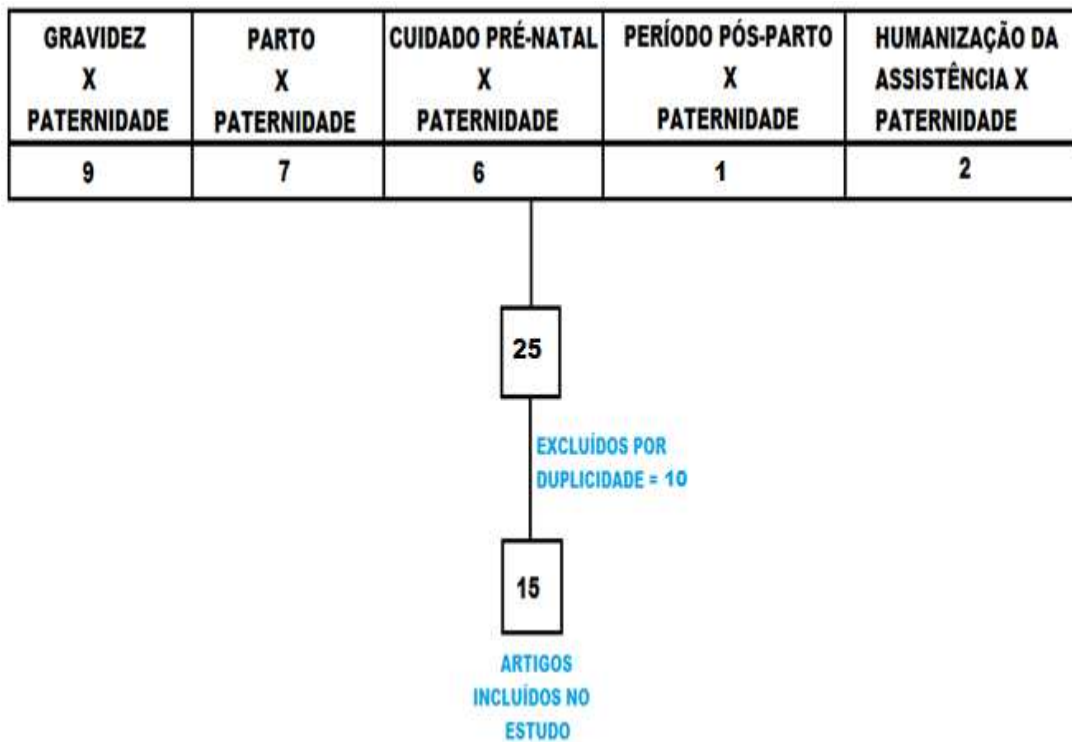 GRAVIDEZ
X
PATERNIDADE
PARTO
X
PATERNIDADE
CUIDADO PRÉ-NATAL
X
PATERNIDADE
PERÍODO PÓS-PARTO
X
PATERNIDADE
HUMANIZAÇÃO DA
ASSISTÊNCIA X
PATERNIDADE
9
7
6
1
2
25
EXCLUÍDOS POR
DUPLICIDADE = 10
15
ARTIGOS
INCLUÍDOS NO
ESTUDO